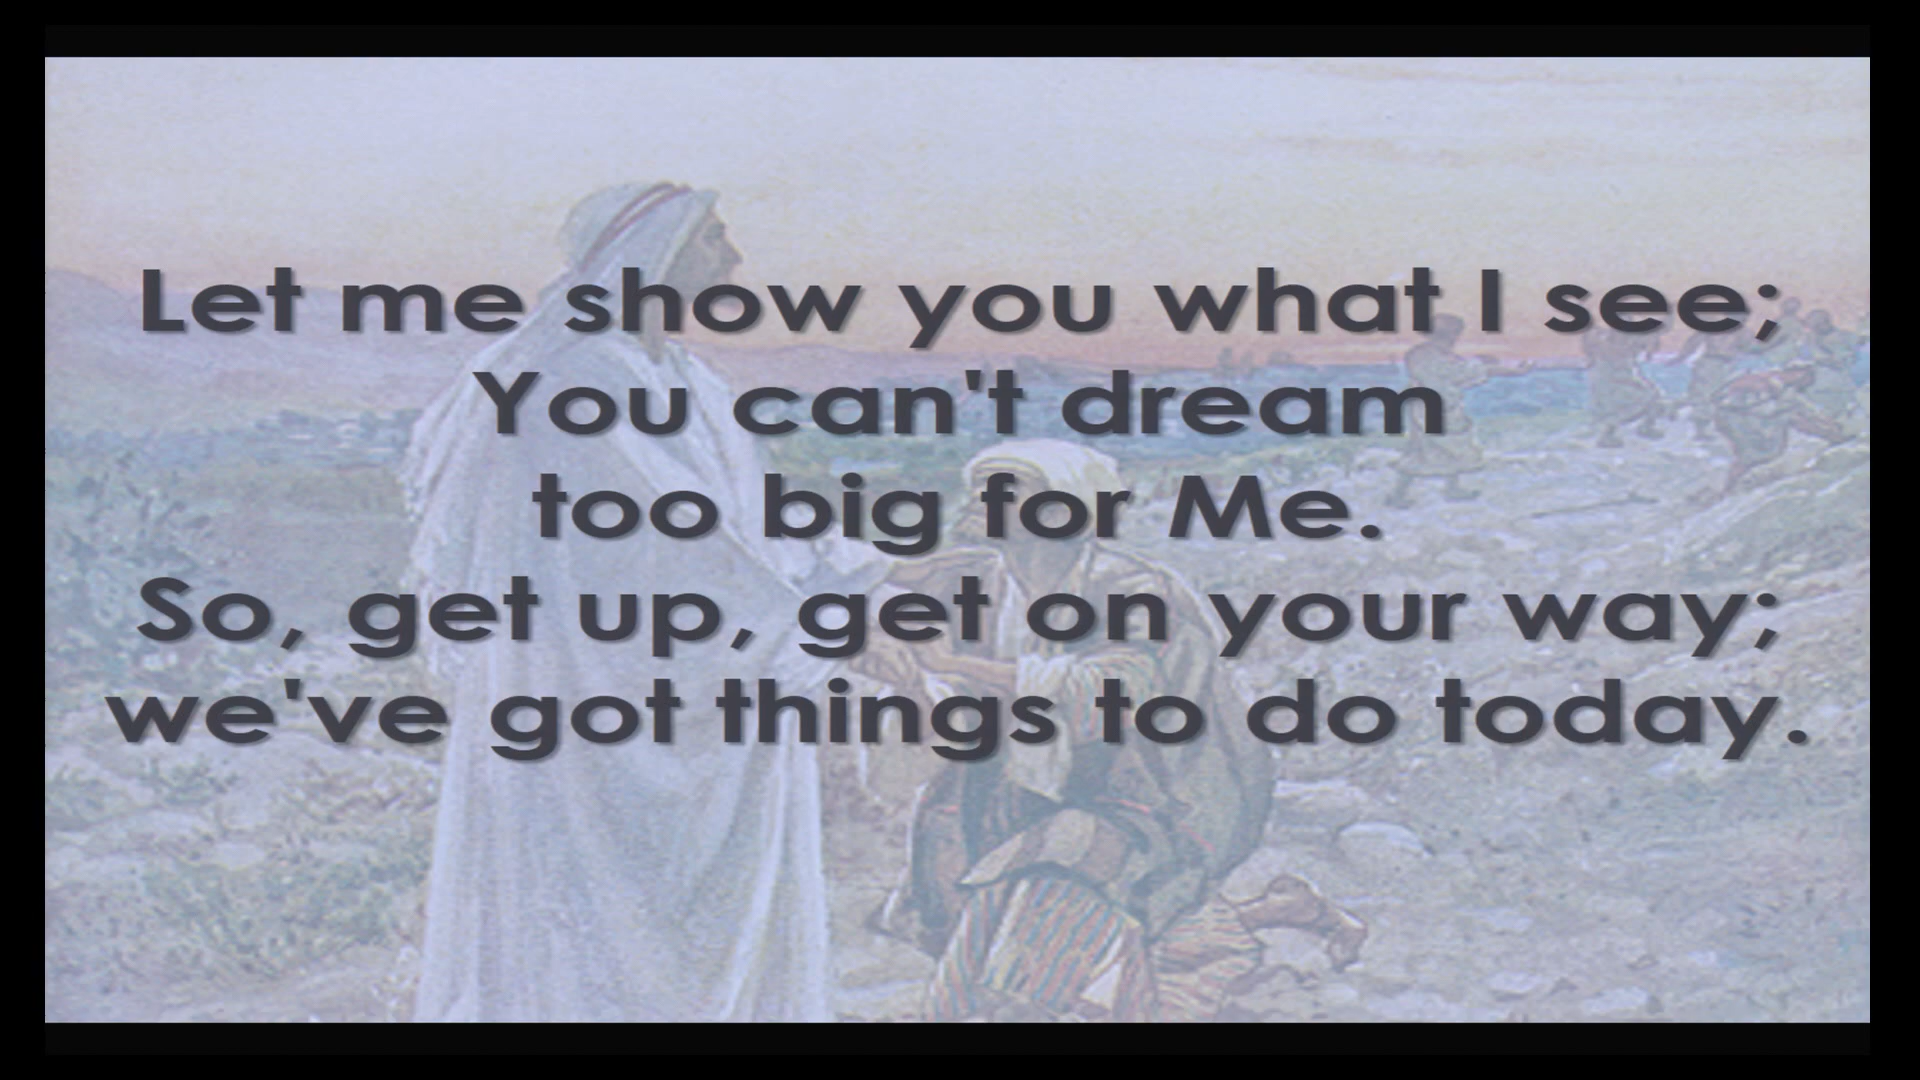 Let me show you what I see;
You can't dream
too big for Me.
So, get up, get on your way;
we've got things to do today.